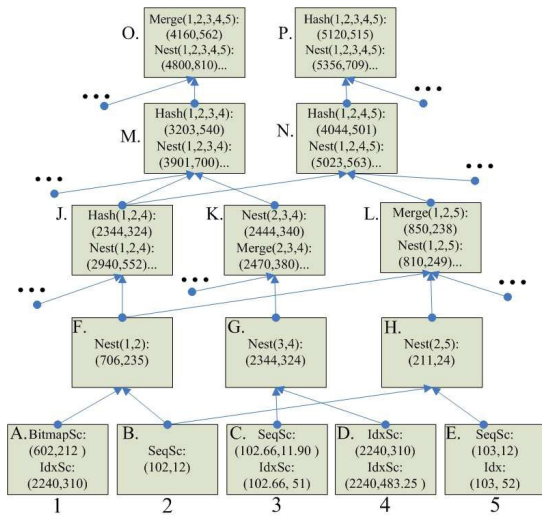 O.
Merge(1,2,3,4,5):
(4160,562)
Nest(1,2,3,4,5):
(4800,810)...
P.
Hash(1,2,3,4,5):
(5120,515)
Nest(1,2,3,4,5):
(5356,709)...
...
...
M.
Hash(1,2,3,4):
(3203,540)
Nest(1,2,3,4):
(3901,700)...
N.
Hash(1,2,4,5):
(4044,501)
Nest(1,2,4,5):
(5023,563)...
...
...
J.
Hash(1,2,4):
(2344,324)
Nest(1,2,4):
(2940,552)...
K.
Nest(2,3,4):
(2444,340)
Merge(2,3,4):
(2470,380)...
L.
Merge(1,2,5):
(850,238)
Nest(1,2,5):
(810,249)...
...
...
...
F.
Nest(1,2):
(706,235)
G.
Nest(3,4):
(2344,324)
H.
Nest(2,5):
(211,24)
A.
BitmapSc:
(602,212 )
IdxSc:
(2240,310)
B.
SeqSc:
(102,12)
C.
SeqSc:
(102.66,11.90 )
IdxSc:
(102.66, 51)
D.
IdxSc:
(2240,310)
IdxSc:
(2240,483.25 )
E.
SeqSc:
(103,12)
Idx:
(103, 52)
1
2
3
4
5